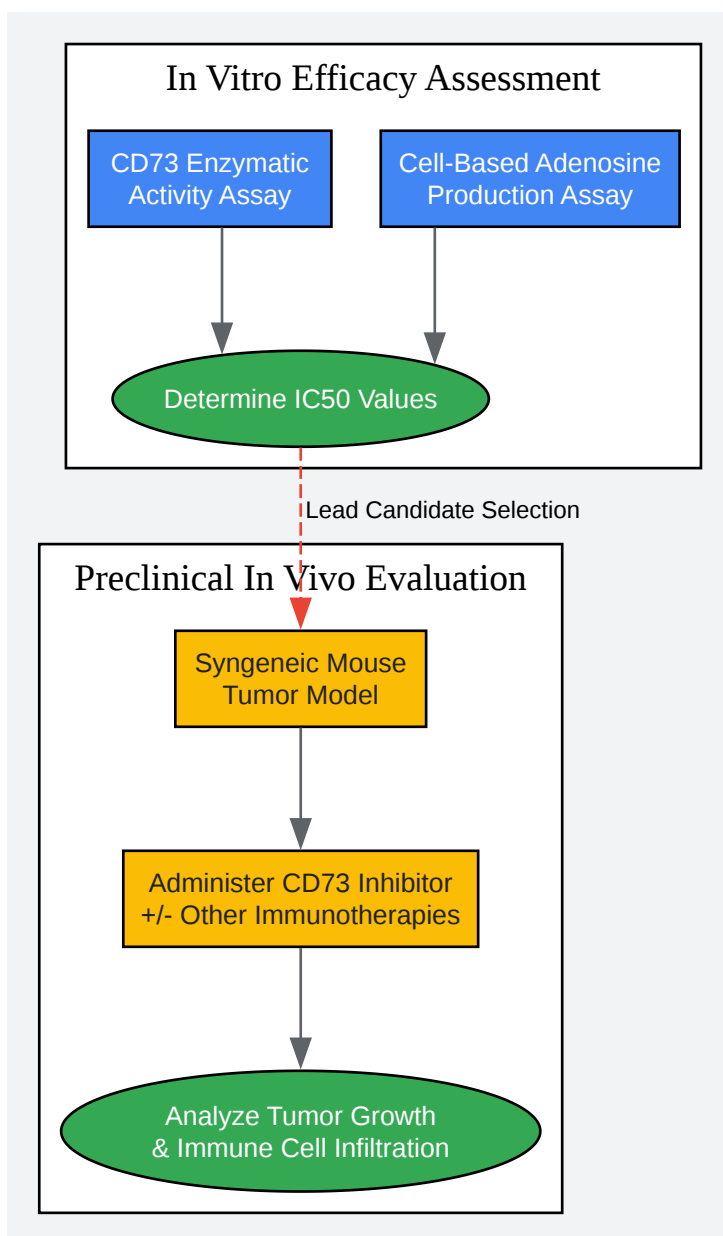 In Vitro Efficacy Assessment
CD73 Enzymatic
Activity Assay
Cell-Based Adenosine
Production Assay
Determine IC50 Values
Lead Candidate Selection
Preclinical In Vivo Evaluation
Syngeneic Mouse
Tumor Model
Administer CD73 Inhibitor
+/- Other Immunotherapies
Analyze Tumor Growth
& Immune Cell Infiltration